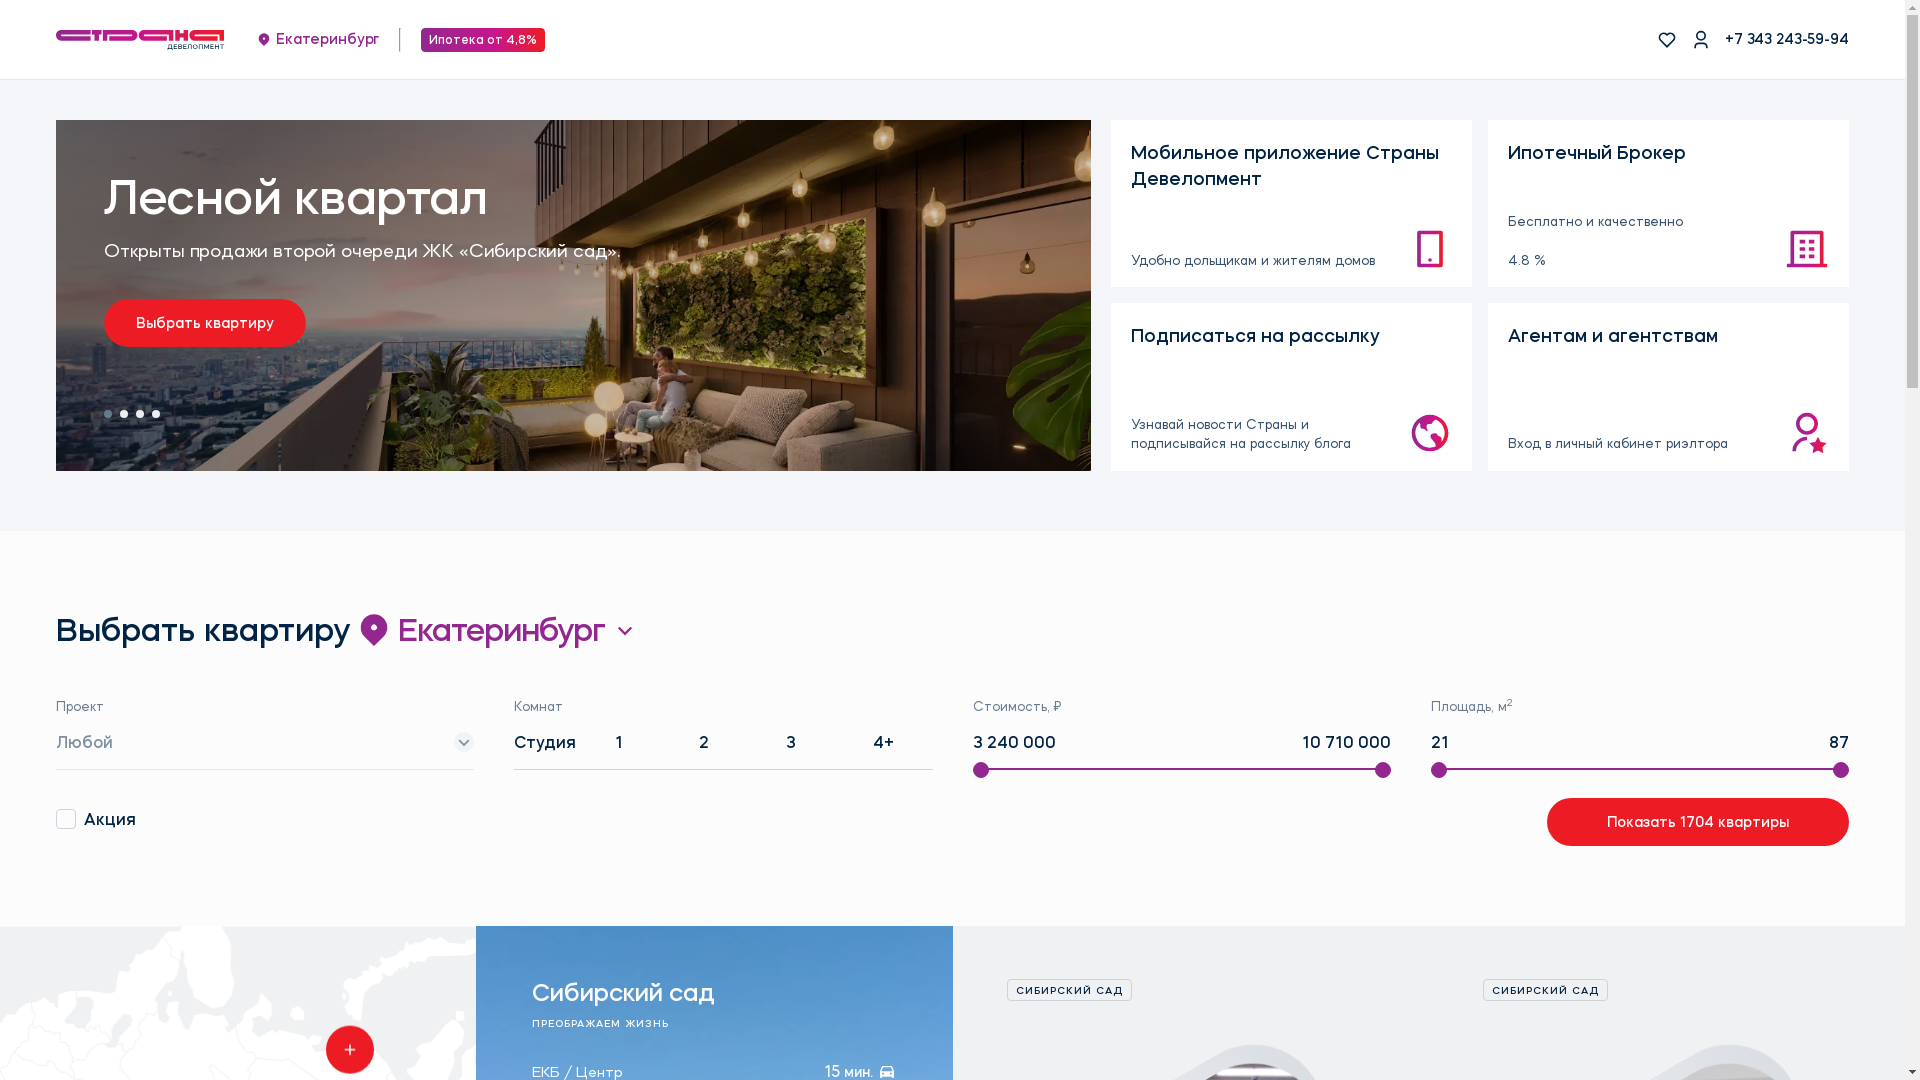 страна
ДЕВЕЛОПМЕНТ
Екатеринбург
Ипотека от 4,8%
+7 343 243-59-94
Лесной квартал
Открыты продажи второй очереди ЖК «Сибирский сад».
Выбрать квартиру
Мобильное приложение Страны
Девелопмент
Удобно дольщикам и жителям домов
Ипотечный Брокер
Бесплатно и качественно
4.8 %
Подписаться на рассылку
Узнавай новости Страны и
подписывайся на рассылку блога
Агентам и агентствам
Вход в личный кабинет риэлтора
Выбрать квартиру Екатеринбург
Проект
Любой
Комнат
Студия 1 2 3 4+
Стоимость, ₽
3 240 000 10 710 000
Площадь, м²
21 87
Акция
Показать 1704 квартиры
Сибирский сад
ПРЕОБРАЖАЕМ ЖИЗНЬ
ЕКБ / Центр 15 мин.
СИБИРСКИЙ САД
СИБИРСКИЙ САД